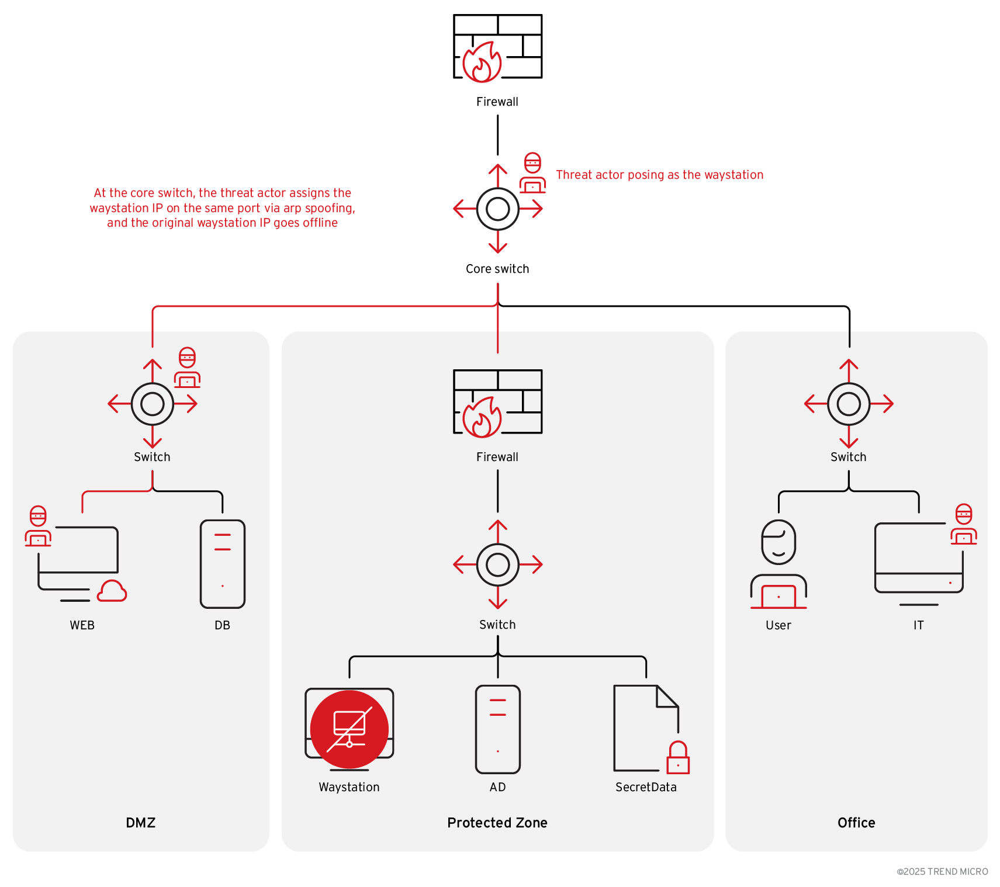 Firewall
Threat actor posing as the waystation
At the core switch, the threat actor assigns the
waystation IP on the same port via arp spoofing,
and the original waystation IP goes offline
Core switch
Switch
Firewall
Switch
WEB
DB
Switch
User
IT
Waystation
AD
SecretData
DMZ
Protected Zone
Office
©2025 TREND MICRO